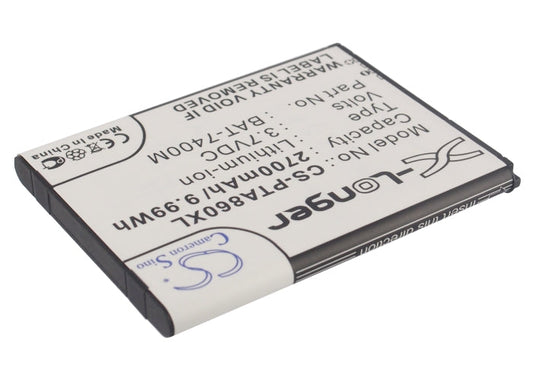 X-Longer
Model No. CS-PTA860XL
Capacity 2700mAh/ 9.99Wh
Type Lithium-ion
Volts 3.7VDC
Part No. BAT-7400M
WARRANTY VOID IF
LABEL IS REMOVED
Made in China
CS
Cameron Sino